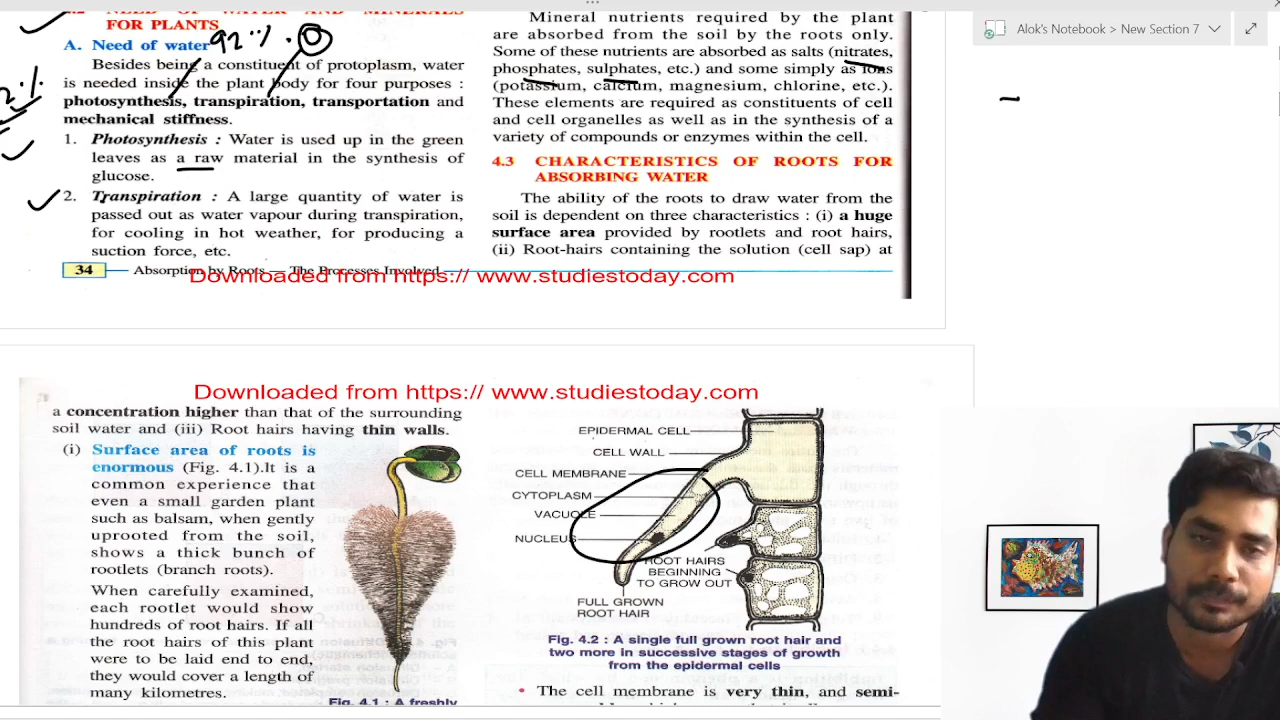 4.2 NEED OF WATER AND MINERALS
FOR PLANTS
A. Need of water 92%.
Besides being a constituent of protoplasm, water
is needed inside the plant body for four purposes :
photosynthesis, transpiration, transportation and
mechanical stiffness.
1. Photosynthesis : Water is used up in the green
leaves as a raw material in the synthesis of
glucose.
2. Transpiration : A large quantity of water is
passed out as water vapour during transpiration,
for cooling in hot weather, for producing a
suction force, etc.
34 Absorption by Roots — The Processes Involved
Mineral nutrients required by the plant
are absorbed from the soil by the roots only.
Some of these nutrients are absorbed as salts (nitrates,
phosphates, sulphates, etc.) and some simply as ions
(potassium, calcium, magnesium, chlorine, etc.).
These elements are required as constituents of cell
and cell organelles as well as in the synthesis of a
variety of compounds or enzymes within the cell.
4.3 CHARACTERISTICS OF ROOTS FOR
ABSORBING WATER
The ability of the roots to draw water from the
soil is dependent on three characteristics : (i) a huge
surface area provided by rootlets and root hairs,
(ii) Root-hairs containing the solution (cell sap) at
Downloaded from https:// www.studiestoday.com
Alok's Notebook > New Section 7
Downloaded from https:// www.studiestoday.com
a concentration higher than that of the surrounding
soil water and (iii) Root hairs having thin walls.
(i) Surface area of roots is
enormous (Fig. 4.1).It is a
common experience that
even a small garden plant
such as balsam, when gently
uprooted from the soil,
shows a thick bunch of
rootlets (branch roots).
When carefully examined,
each rootlet would show
hundreds of root hairs. If all
the root hairs of this plant
were to be laid end to end,
they would cover a length of
many kilometres.
Fig. 4.1 : A freshly
EPIDERMAL CELL
CELL WALL
CELL MEMBRANE
CYTOPLASM
VACUOLE
NUCLEUS
ROOT HAIRS
BEGINNING
TO GROW OUT
FULL GROWN
ROOT HAIR
Fig. 4.2 : A single full grown root hair and
two more in successive stages of growth
from the epidermal cells
• The cell membrane is very thin, and semi-